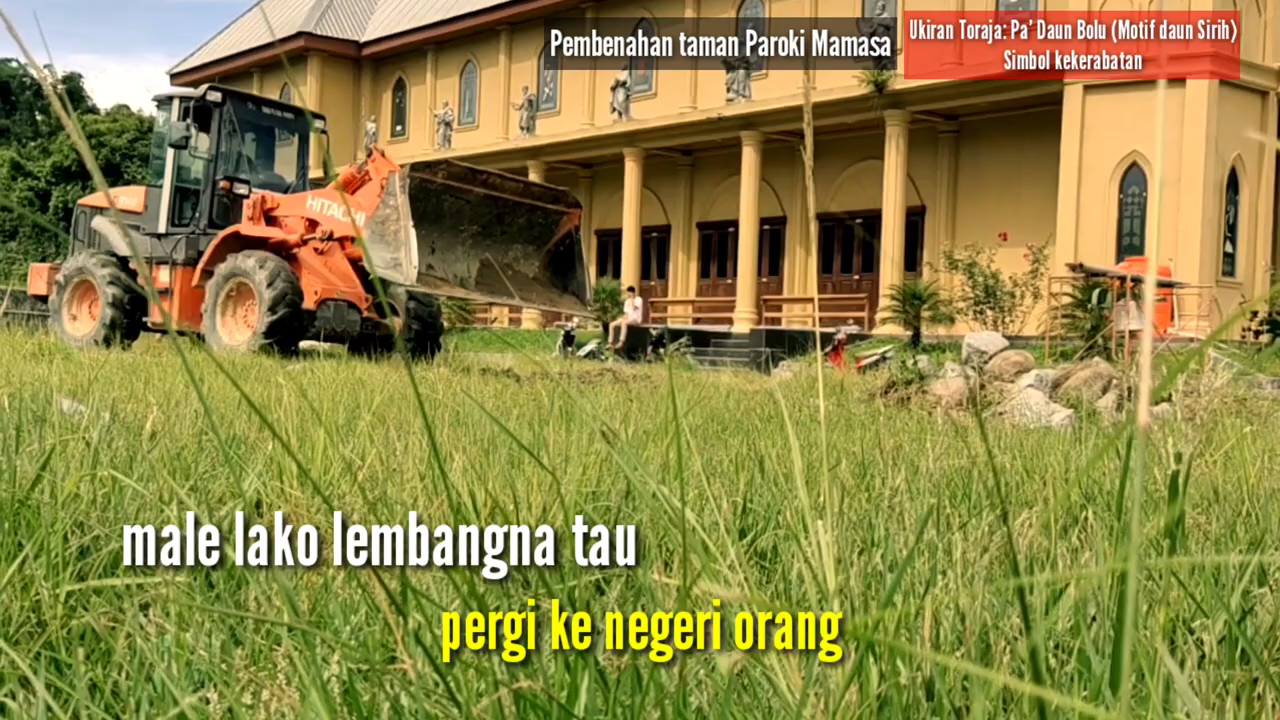 Pembenahan taman Paroki Mamasa
Ukiran Toraja: Pa' Daun Bolu (Motif daun Sirih)
Simbol kekerabatan
HITACHI
male lako lembangna tau
pergi ke negeri orang